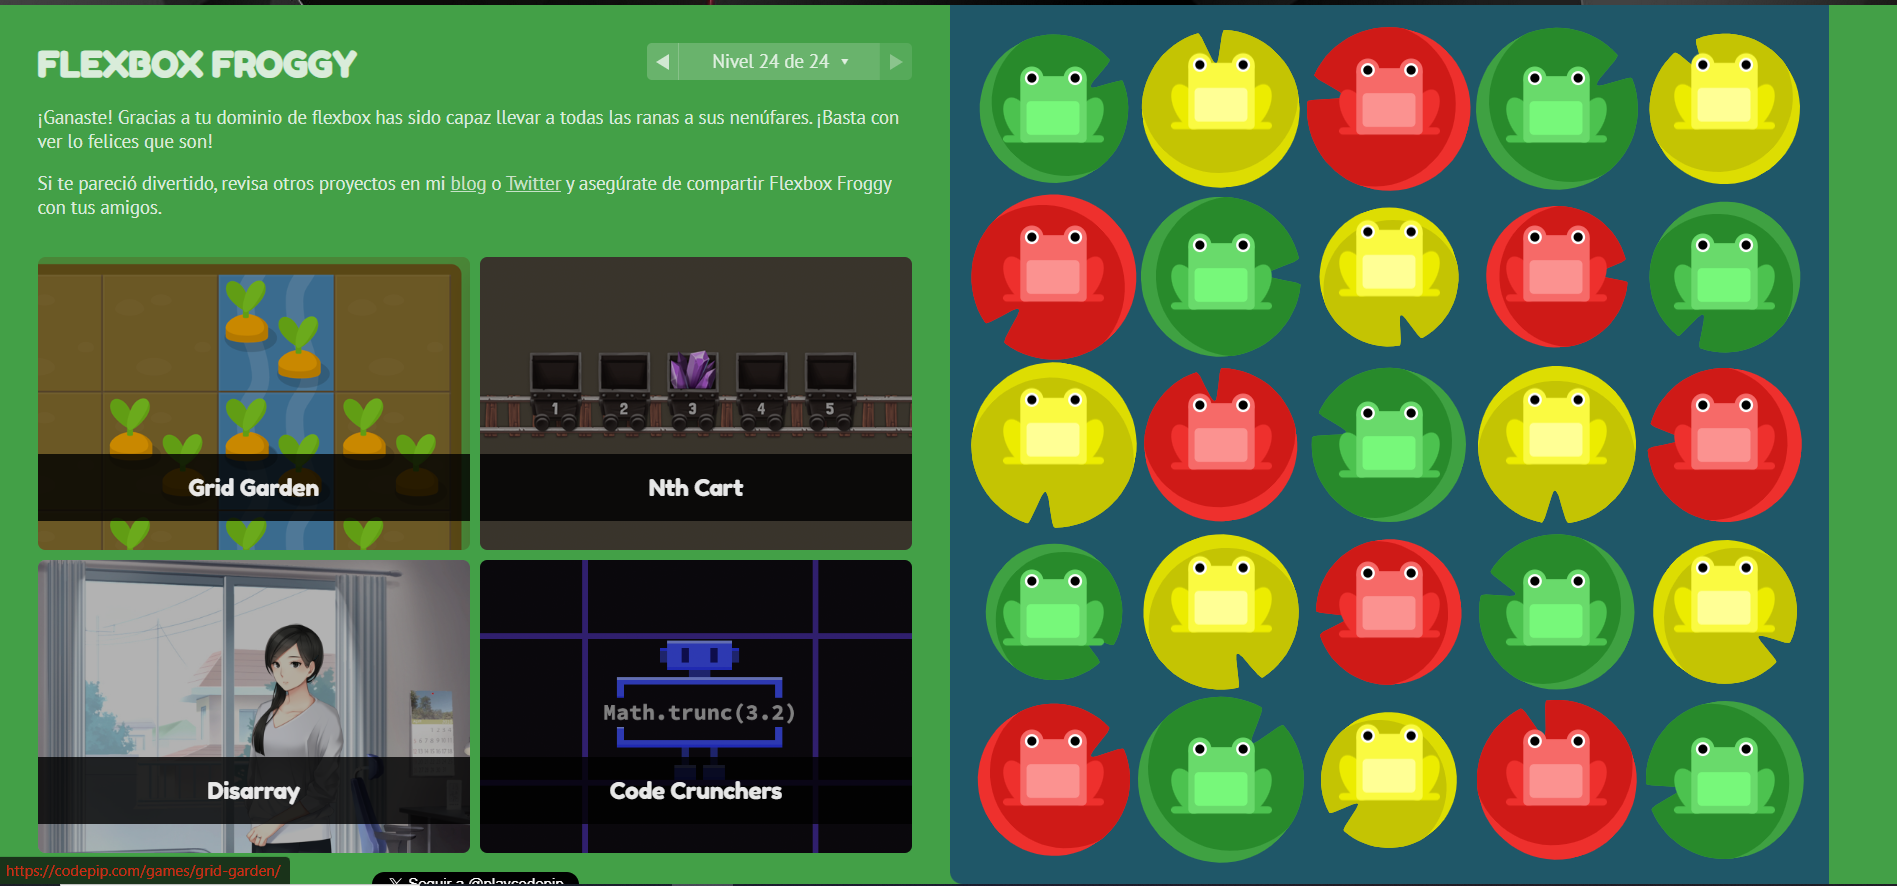 FLEXBOX FROGGY
Nivel 24 de 24
¡Ganaste! Gracias a tu dominio de flexbox has sido capaz llevar a todas las ranas a sus nenúfares. ¡Basta con
ver lo felices que son!
Si te pareció divertido, revisa otros proyectos en mi blog o Twitter y asegúrate de compartir Flexbox Froggy
con tus amigos.
Grid Garden
1 2 3 4 5
Nth Cart
Disarray
Math.trunc(3.2)
Code Crunchers
https://codepip.com/games/grid-garden/
Seguir a @playcodepip